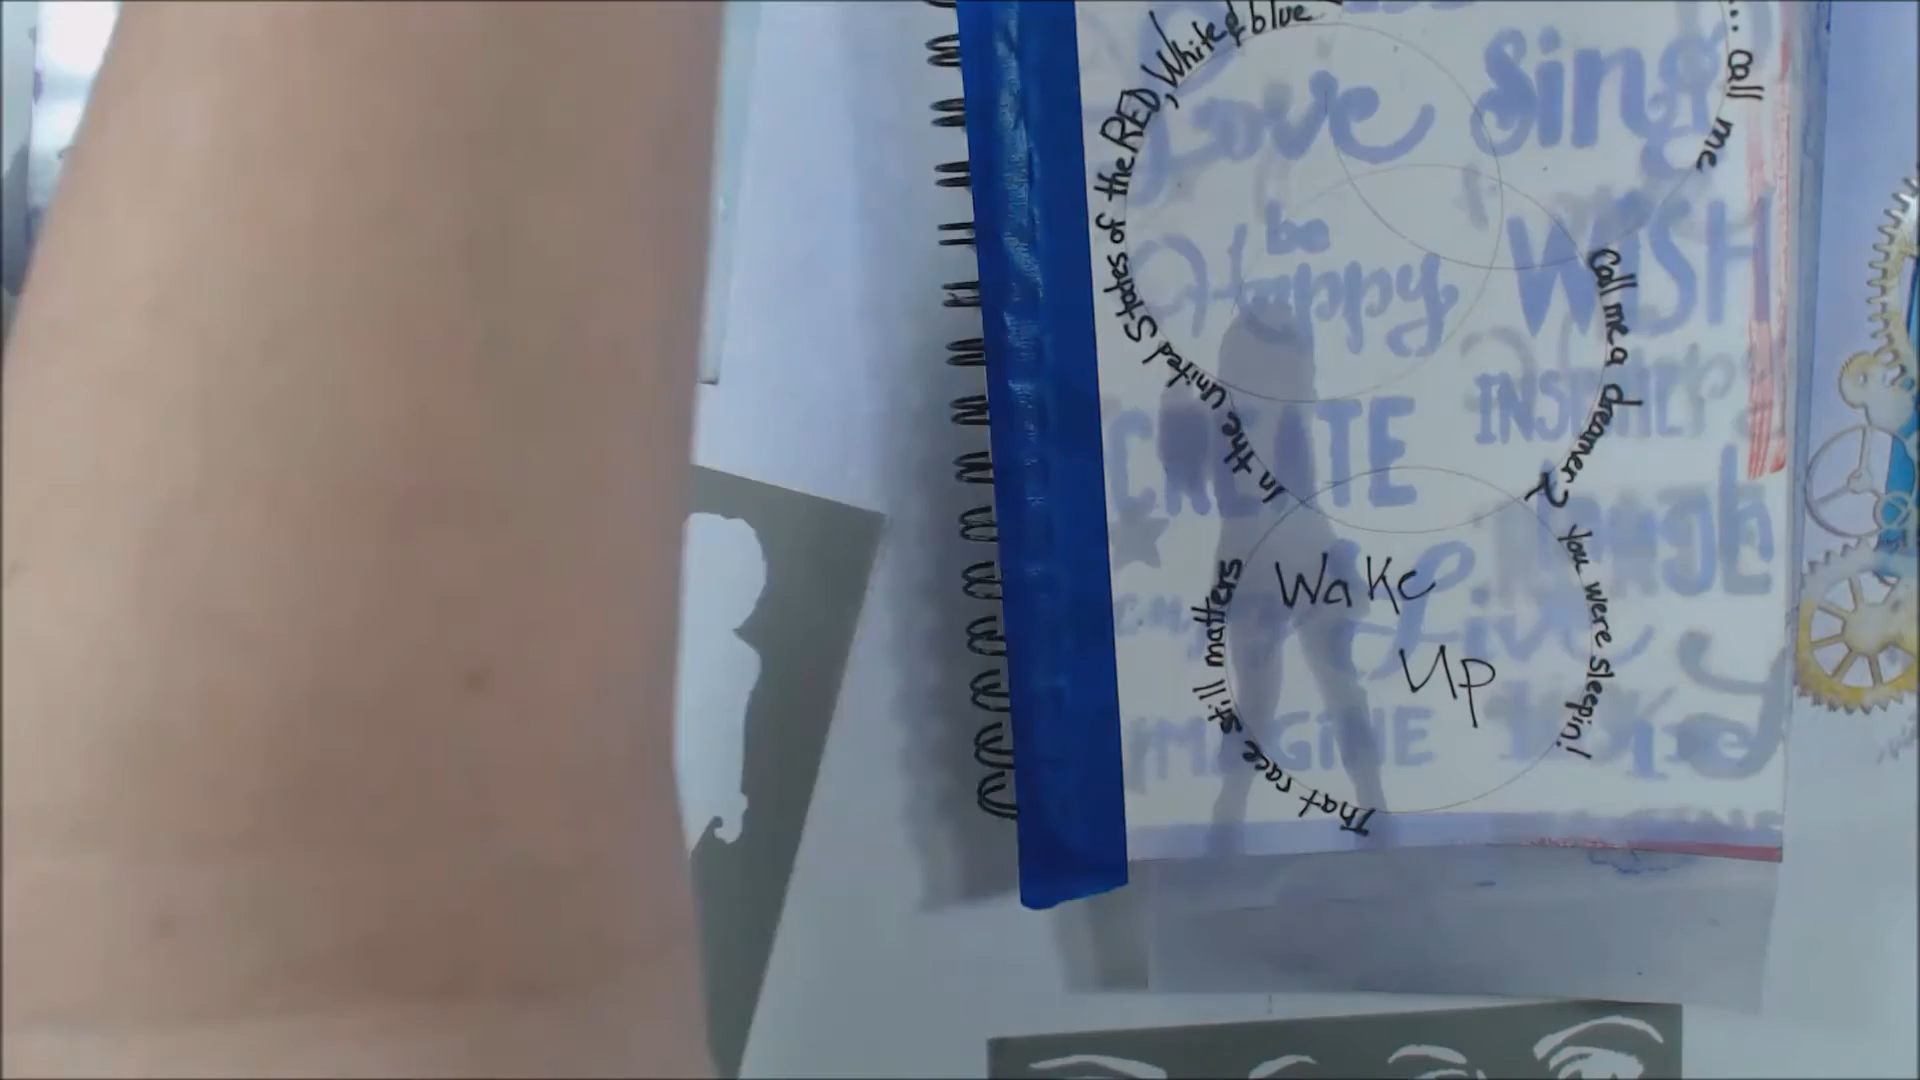 In the United States of the RED, White & blue
... call me
Call me a dreamer? You were sleepin!
That race still matters
Wake
Up
Love
Sing
be
Happy
WISH
CREATE
Laugh
Live
IMAGINE